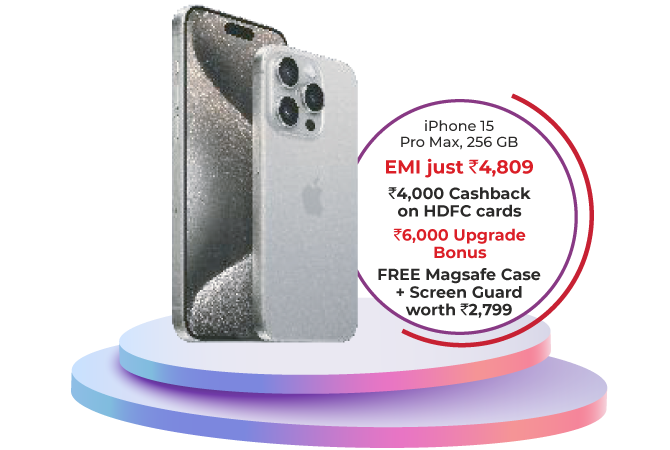 iPhone 15
Pro Max, 256 GB
EMI just ₹4,809
₹4,000 Cashback
on HDFC cards
₹6,000 Upgrade
Bonus
FREE Magsafe Case
+ Screen Guard
worth ₹2,799